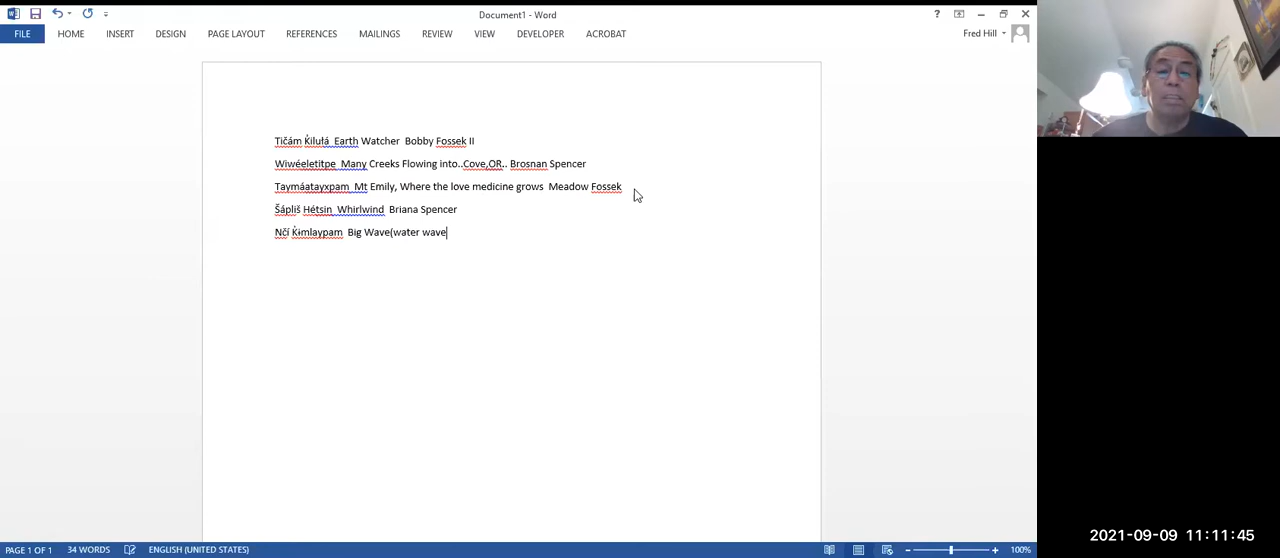 Document1 - Word
FILE HOME INSERT DESIGN PAGE LAYOUT REFERENCES MAILINGS REVIEW VIEW DEVELOPER ACROBAT Fred Hill
Tičám K̓ilułá  Earth Watcher  Bobby Fossek II
Wiwéeletitpe  Many Creeks Flowing into..Cove,OR.. Brosnan Spencer
Taymáatayxpam  Mt Emily, Where the love medicine grows  Meadow Fossek
Šápliš Hétsin  Whirlwind  Briana Spencer
Nčí K̓ɨmlaypam  Big Wave(water wave
PAGE 1 OF 1 34 WORDS ENGLISH (UNITED STATES) 100%
2021-09-09 11:11:45